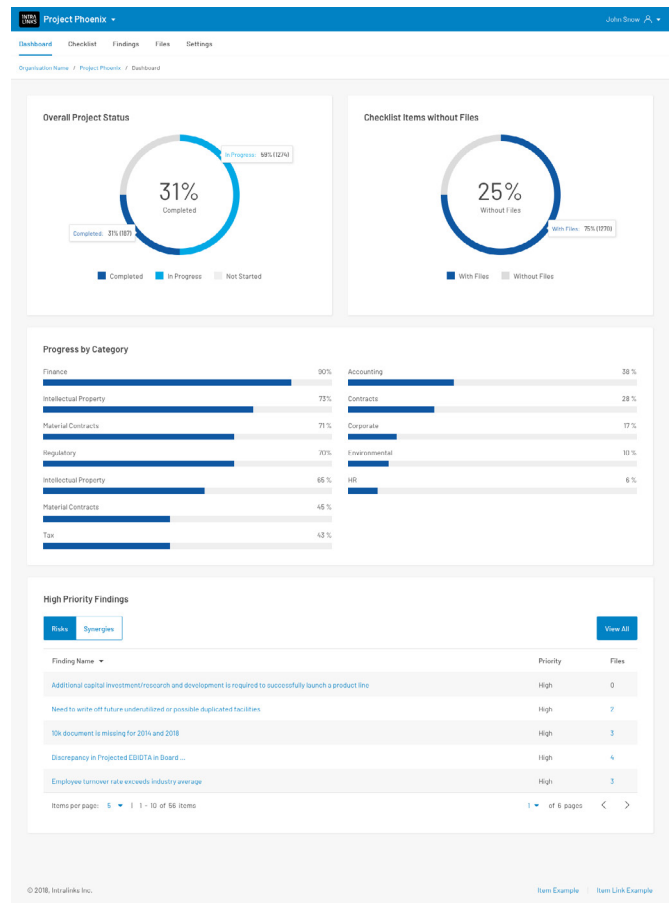 INTRA
LINKS
Project Phoenix
John Snow
Dashboard Checklist Findings Files Settings
Organisation Name / Project Phoenix / Dashboard
Overall Project Status
In Progress: 59% (1274)
31%
Completed
Completed: 31% (187)
Completed In Progress Not Started
Checklist Items without Files
25%
Without Files
With Files: 75% (1270)
With Files Without Files
Progress by Category
Finance 90%
Intellectual Property 73%
Material Contracts 71 %
Regulatory 70%
Intellectual Property 65 %
Material Contracts 45 %
Tax 43 %
Accounting 38 %
Contracts 28 %
Corporate 17 %
Environmental 10 %
HR 6 %
High Priority Findings
Risks Synergies View All
Finding Name Priority Files
Additional capital investment/research and development is required to successfully launch a product line High 0
Need to write off future underutilized or possible duplicated facilities High
10k document is missing for 2014 and 2018 High 3
Discrepancy in Projected EBIDTA in Board ... High 4
Employee turnover rate exceeds industry average High 3
Items per page: 5 | 1 - 10 of 56 items 1 of 6 pages
© 2018, Intralinks Inc. Item Example Item Link Example